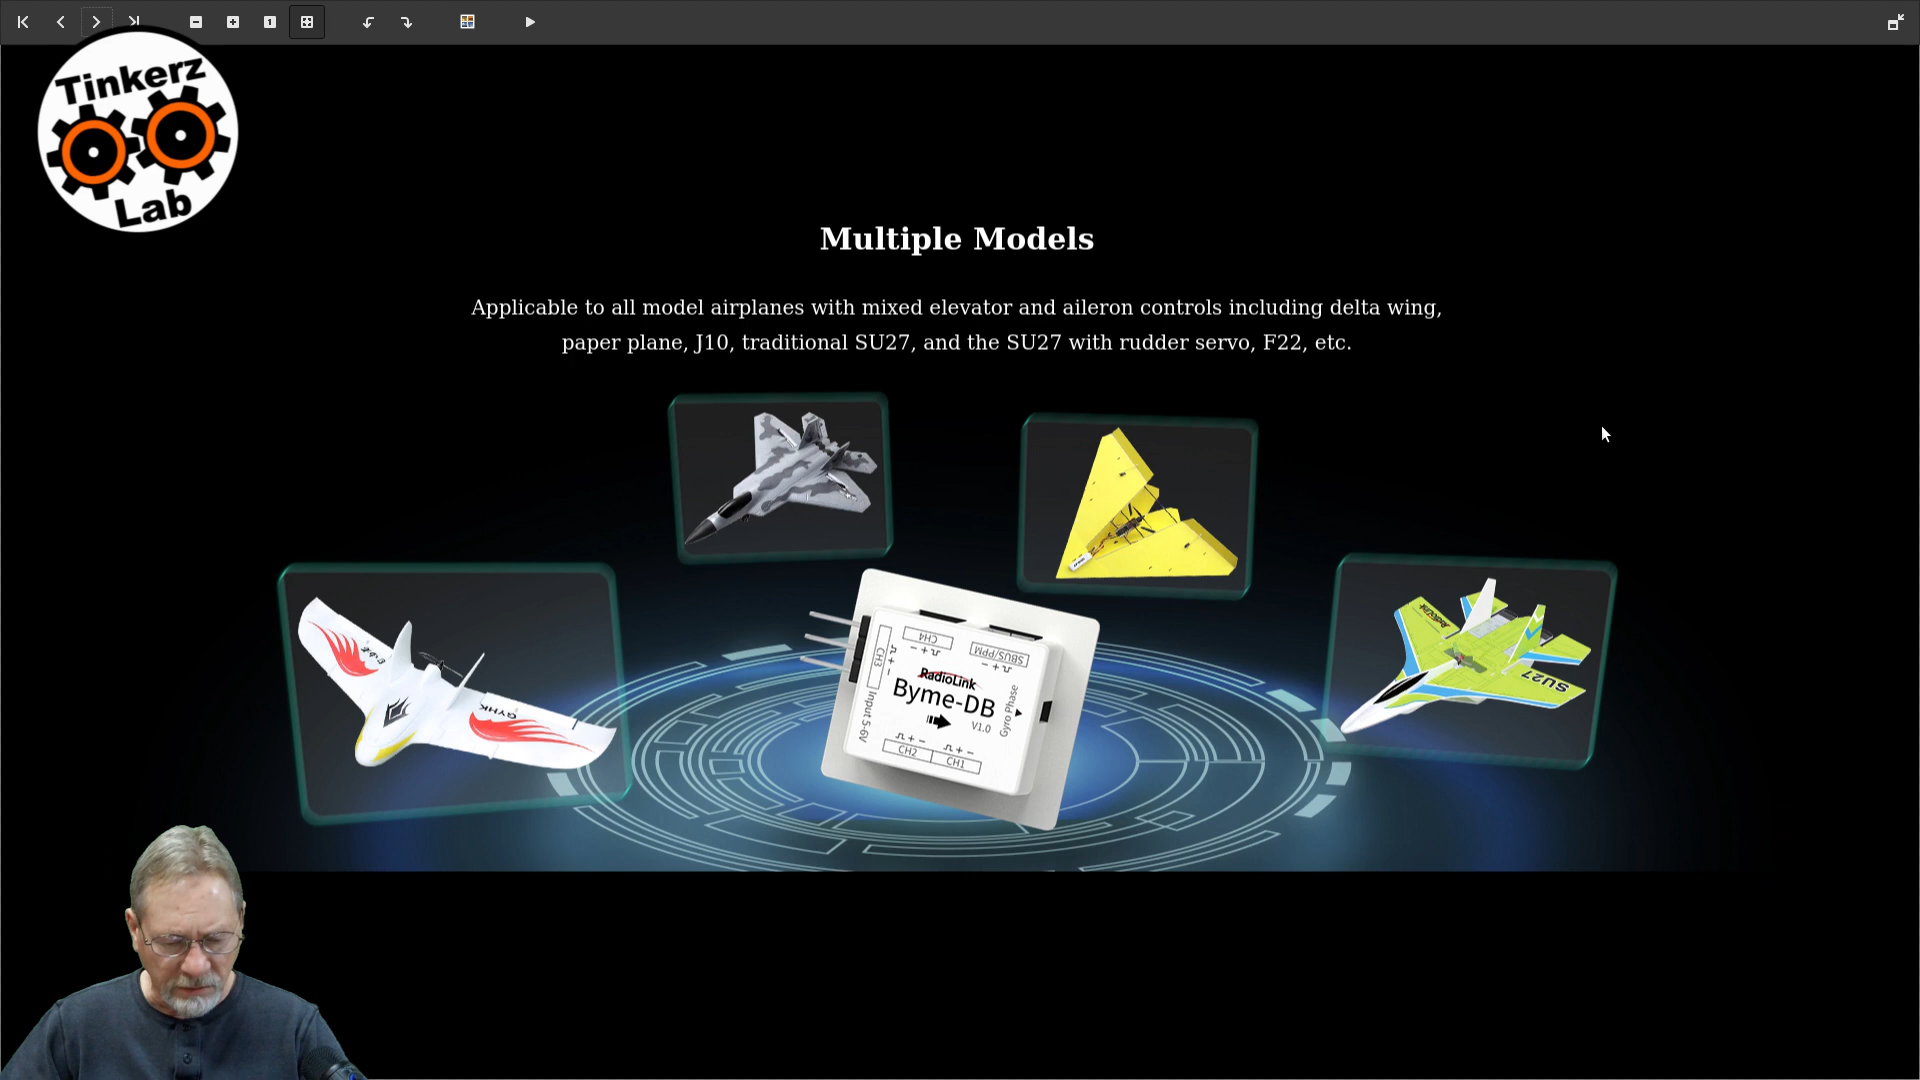 Tinkerz
Lab
Multiple Models
Applicable to all model airplanes with mixed elevator and aileron controls including delta wing,
paper plane, J10, traditional SU27, and the SU27 with rudder servo, F22, etc.
CH4
SBUS/PPM
CH3
Input 5-6V
RadioLink
Byme-DB
V1.0
Gyro Phase
CH2
CH1
SU27